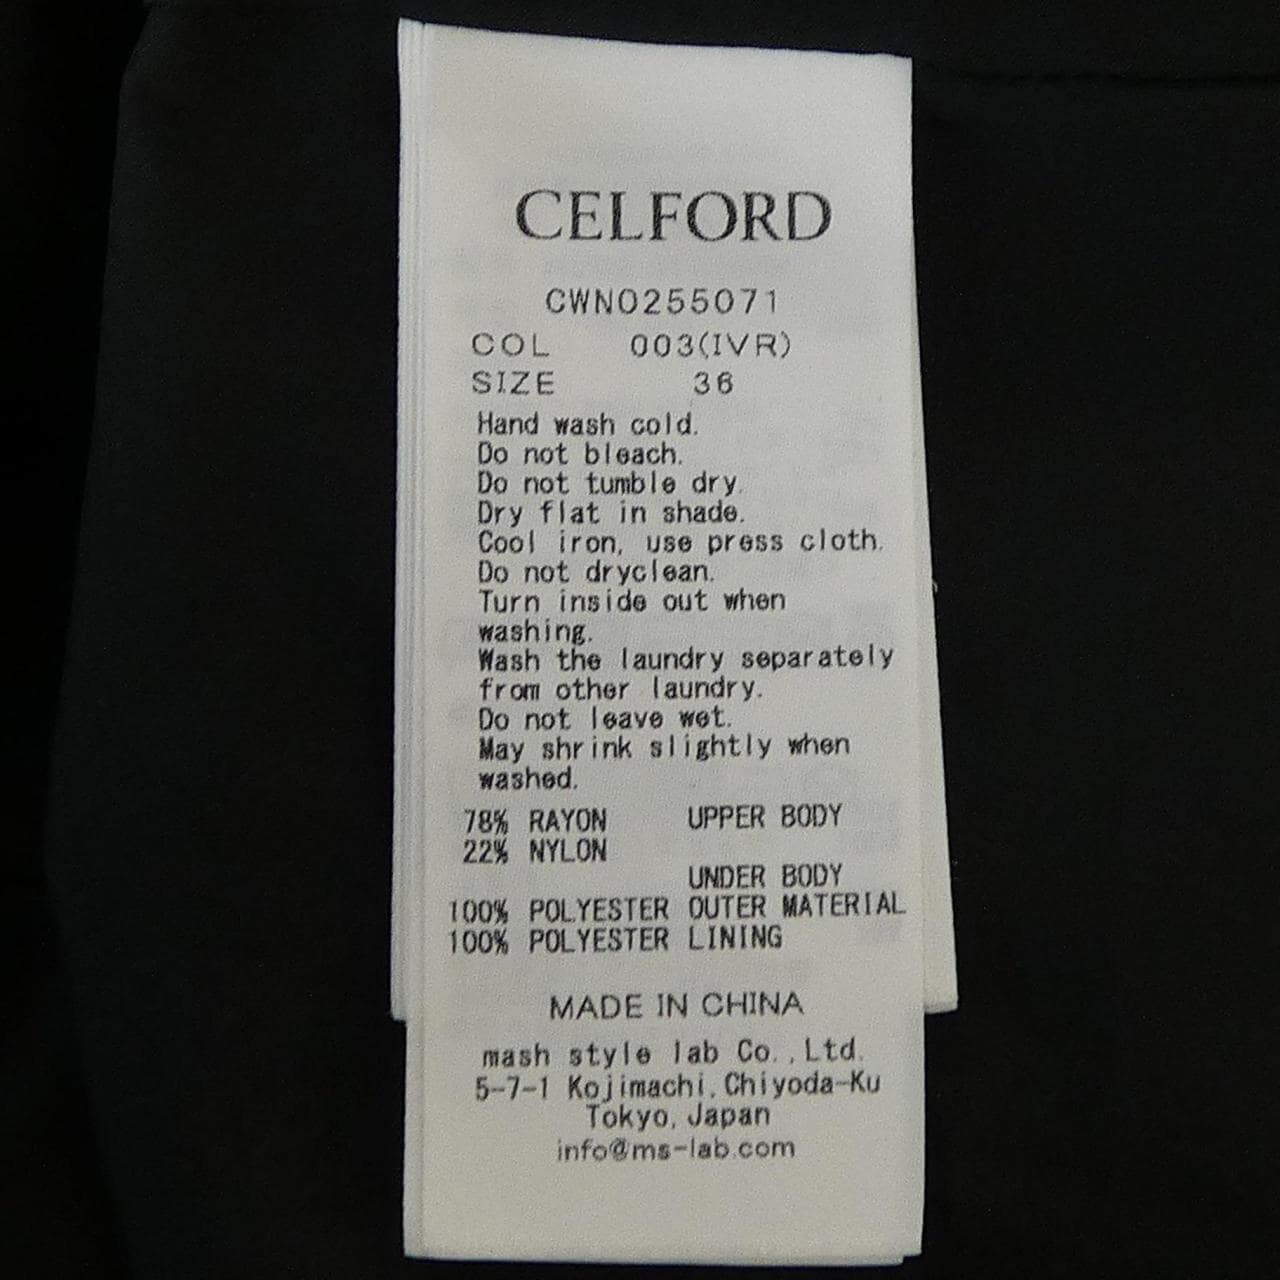 CELFORD
CWNO255071
COL 003(IVR)
SIZE 36
Hand wash cold.
Do not bleach.
Do not tumble dry.
Dry flat in shade.
Cool iron, use press cloth.
Do not dryclean.
Turn inside out when
washing.
Wash the laundry separately
from other laundry.
Do not leave wet.
May shrink slightly when
washed.
78% RAYON UPPER BODY
22% NYLON
UNDER BODY
100% POLYESTER OUTER MATERIAL
100% POLYESTER LINING
MADE IN CHINA
mash style lab Co.,Ltd.
5-7-1 Kojimachi,Chiyoda-Ku
Tokyo,Japan
info@ms-lab.com